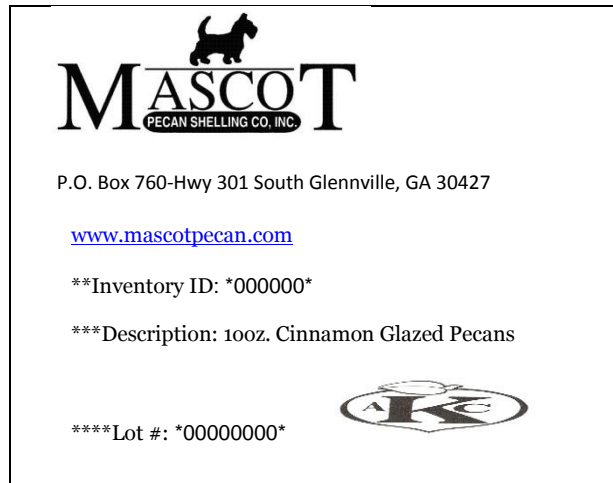 MASCOT
PECAN SHELLING CO, INC.
P.O. Box 760-Hwy 301 South Glennville, GA 30427
www.mascotpecan.com
**Inventory ID: *000000*
***Description: 10oz. Cinnamon Glazed Pecans
AKC
****Lot #: *00000000*